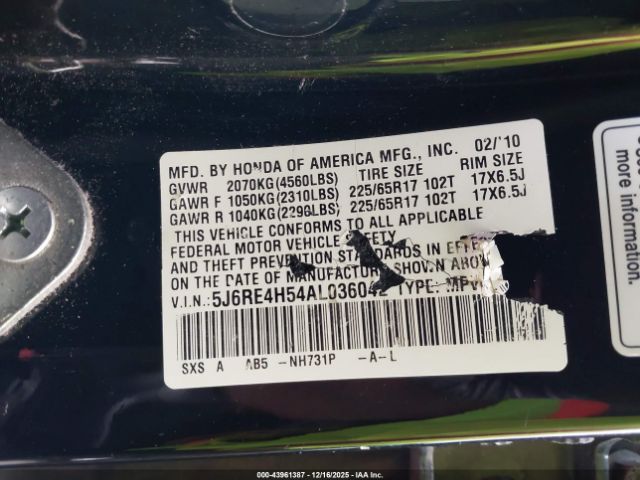 MFD. BY HONDA OF AMERICA MFG., INC. 02/'10
GVWR 2070KG(4560LBS) TIRE SIZE RIM SIZE
GAWR F 1050KG(2310LBS) 225/65R17 102T 17X6.5J
GAWR R 1040KG(2290LBS) 225/65R17 102T 17X6.5J
THIS VEHICLE CONFORMS TO ALL APPLICABLE
FEDERAL MOTOR VEHICLE SAFETY
AND THEFT PREVENTION STANDARDS IN EFFECT
ON THE DATE OF MANUFACTURE SHOWN ABOVE
V.I.N.: 5J6RE4H54AL036042 TYPE: MPV
SXS A AB5 -NH731P -A-L
000-43961387 | 12/16/2025 | IAA Inc.